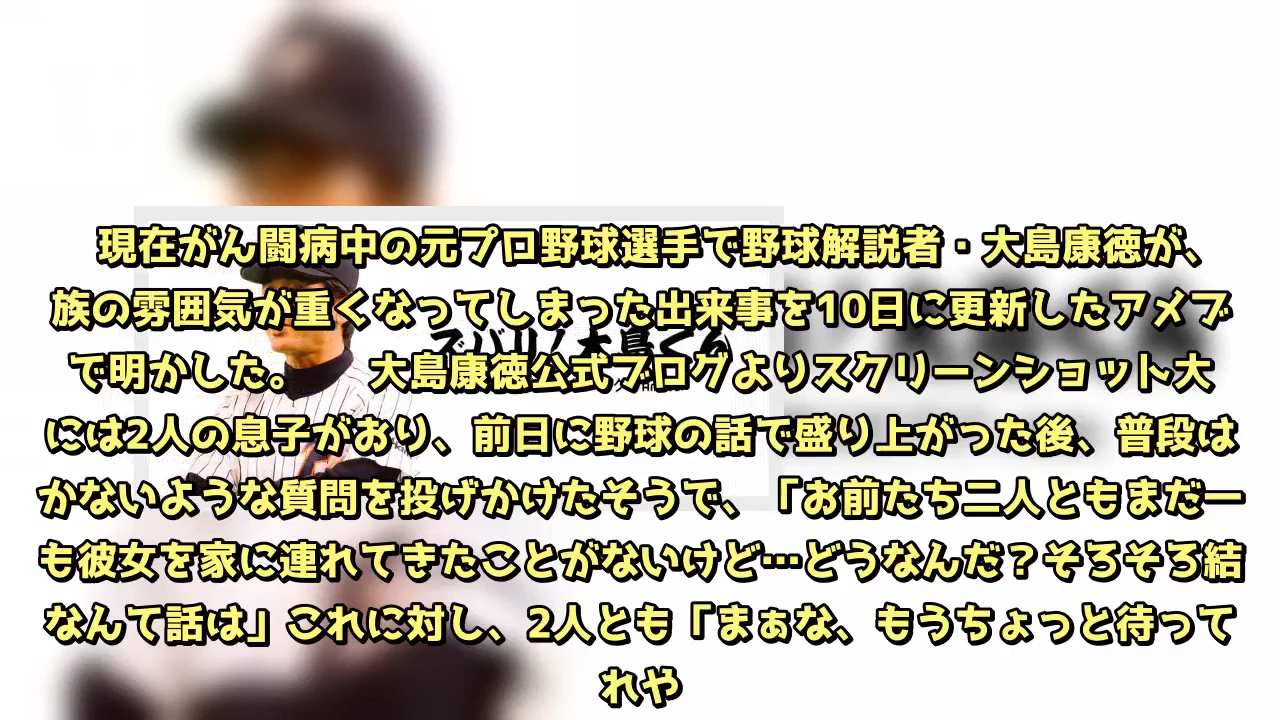 現在がん闘病中の元プロ野球選手で野球解説者・大島康徳が、
族の雰囲気が重くなってしまった出来事を10日に更新したアメブ
で明かした。　　大島康徳公式ブログよりスクリーンショット大
には2人の息子がおり、前日に野球の話で盛り上がった後、普段は
かないような質問を投げかけたそうで、「お前たち二人ともまだ一
も彼女を家に連れてきたことがないけど…どうなんだ？そろそろ結
なんて話は」これに対し、2人とも「まぁな、もうちょっと待って
れや
ズバリ！大島くん